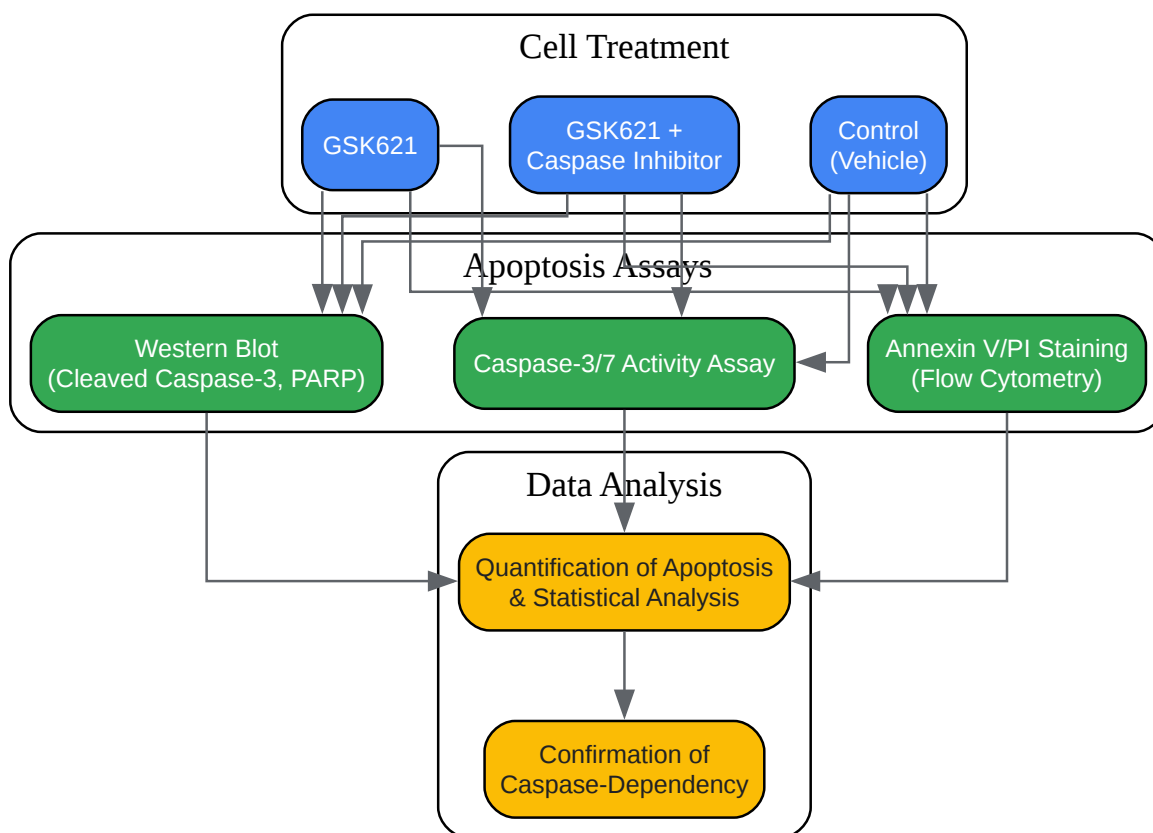 Cell Treatment
GSK621
GSK621 +
Caspase Inhibitor
Control
(Vehicle)
Apoptosis Assays
Western Blot
(Cleaved Caspase-3, PARP)
Caspase-3/7 Activity Assay
Annexin V/PI Staining
(Flow Cytometry)
Data Analysis
Quantification of Apoptosis
& Statistical Analysis
Confirmation of
Caspase-Dependency